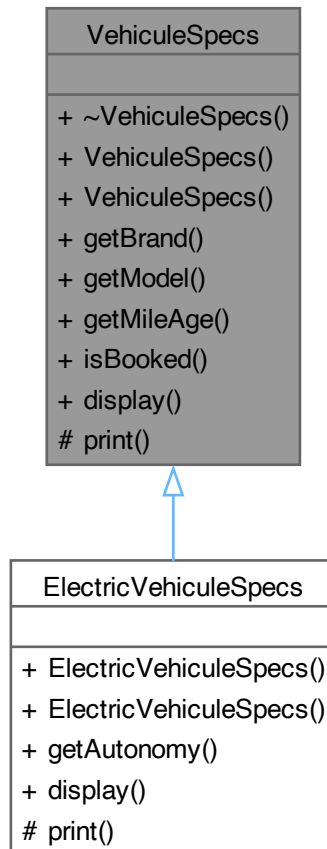 VehiculeSpecs
+ ~VehiculeSpecs()
+ VehiculeSpecs()
+ VehiculeSpecs()
+ getBrand()
+ getModel()
+ getMileAge()
+ isBooked()
+ display()
# print()
ElectricVehiculeSpecs
+ ElectricVehiculeSpecs()
+ ElectricVehiculeSpecs()
+ getAutonomy()
+ display()
# print()